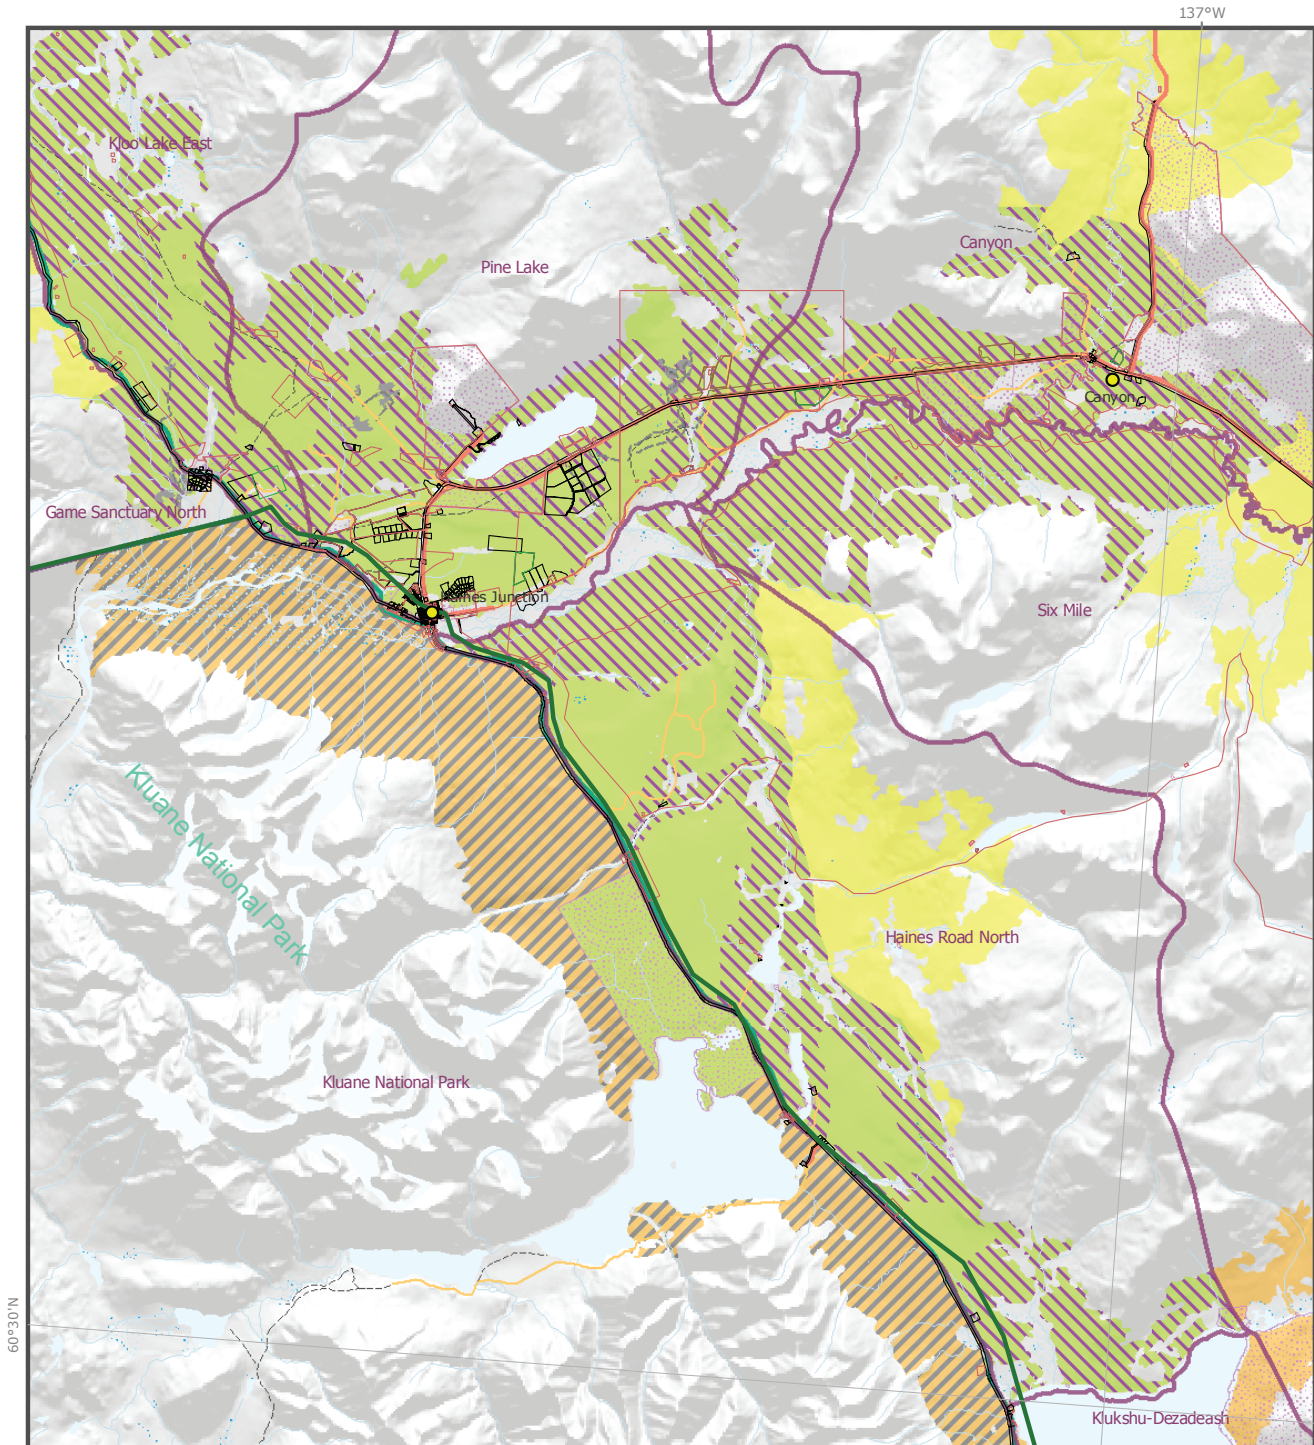 137°W
Kloo Lake East
Canyon
Pine Lake
Canyon
Game Sanctuary North
Haines Junction
Six Mile
Kluane National Park
Haines Road North
Kluane National Park
60°30'N
Klukshu-Dezadeash